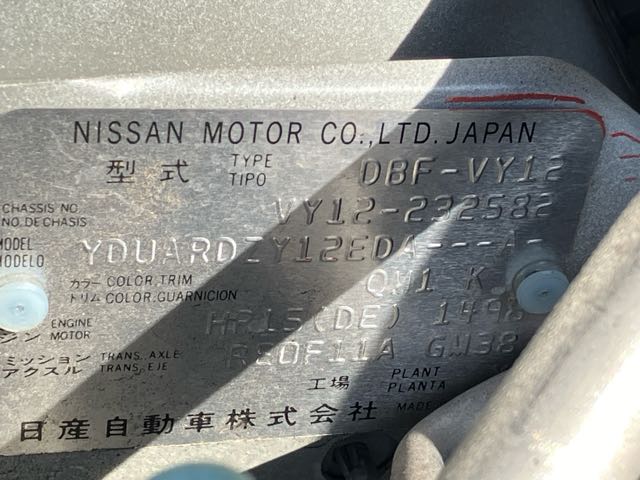 NISSAN MOTOR CO.,LTD. JAPAN
型式 TYPE TIPO DBF-VY12
CHASSIS NO. NO. DE CHASIS VY12-232582
MODEL MODELO YDUARDZY12EDA---A-
カラー トリム COLOR, TRIM COLOR, GUARNICION QM1 K
ENGINE MOTOR HR15(DE) 1498
ミッション アクスル TRANS., AXLE TRANS., EJE RE0F11A GW38
工場 PLANT PLANTA
日産自動車株式会社 MADE